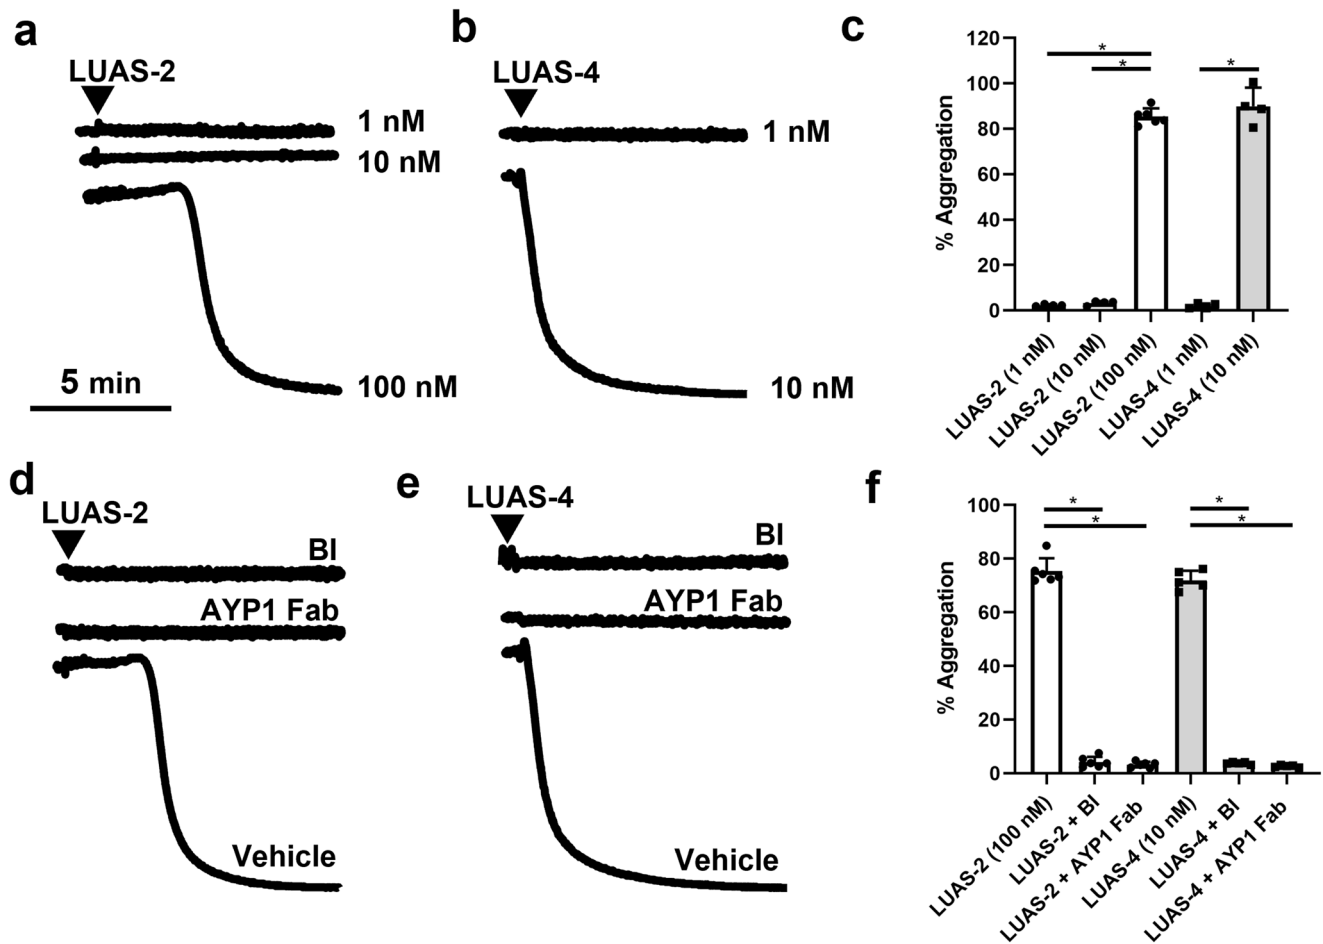 a
LUAS-2
1 nM
10 nM
100 nM
5 min
b
LUAS-4
1 nM
10 nM
c
% Aggregation
120
100
80
60
40
20
0
*
*
*
LUAS-2 (1 nM)
LUAS-2 (10 nM)
LUAS-2 (100 nM)
LUAS-4 (1 nM)
LUAS-4 (10 nM)
d
LUAS-2
BI
AYP1 Fab
Vehicle
e
LUAS-4
BI
AYP1 Fab
Vehicle
f
% Aggregation
100
80
60
40
20
0
*
*
*
*
LUAS-2 (100 nM)
LUAS-2 + BI
LUAS-2 + AYP1 Fab
LUAS-4 (10 nM)
LUAS-4 + BI
LUAS-4 + AYP1 Fab